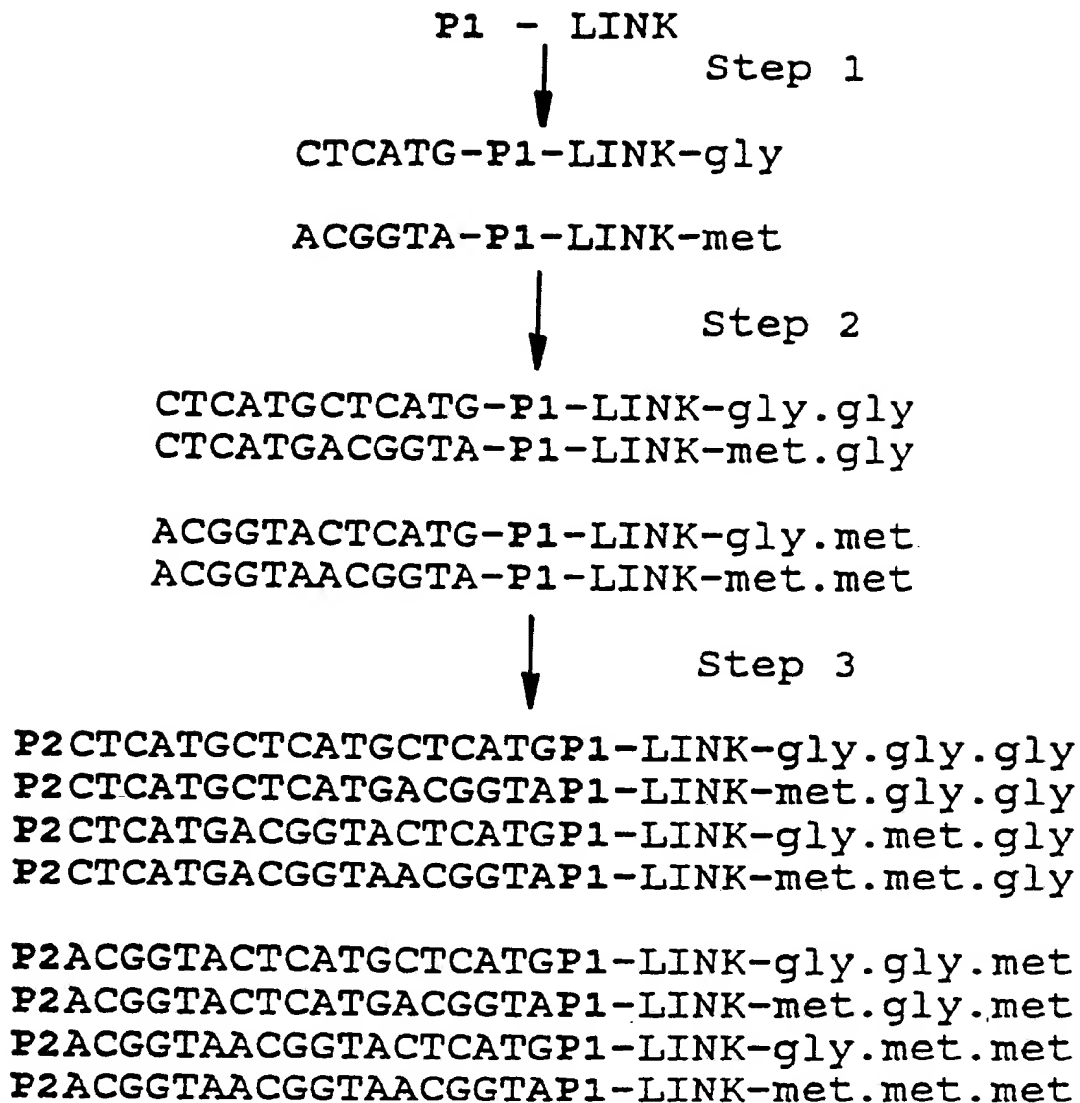 P1 - LINK
Step 1
CTCATG-P1-LINK-gly
ACGGTA-P1-LINK-met
Step 2
CTCATGCTCATG-P1-LINK-gly.gly
CTCATGACGGTA-P1-LINK-met.gly
ACGGTACTCATG-P1-LINK-gly.met
ACGGTAACGGTA-P1-LINK-met.met
Step 3
P2CTCATGCTCATGCTCATGP1-LINK-gly.gly.gly
P2CTCATGCTCATGACGGTAP1-LINK-met.gly.gly
P2CTCATGACGGTACTCATGP1-LINK-gly.met.gly
P2CTCATGACGGTAACGGTAP1-LINK-met.met.gly
P2ACGGTACTCATGCTCATGP1-LINK-gly.gly.met
P2ACGGTACTCATGACGGTAP1-LINK-met.gly.met
P2ACGGTAACGGTACTCATGP1-LINK-gly.met.met
P2ACGGTAACGGTAACGGTAP1-LINK-met.met.met